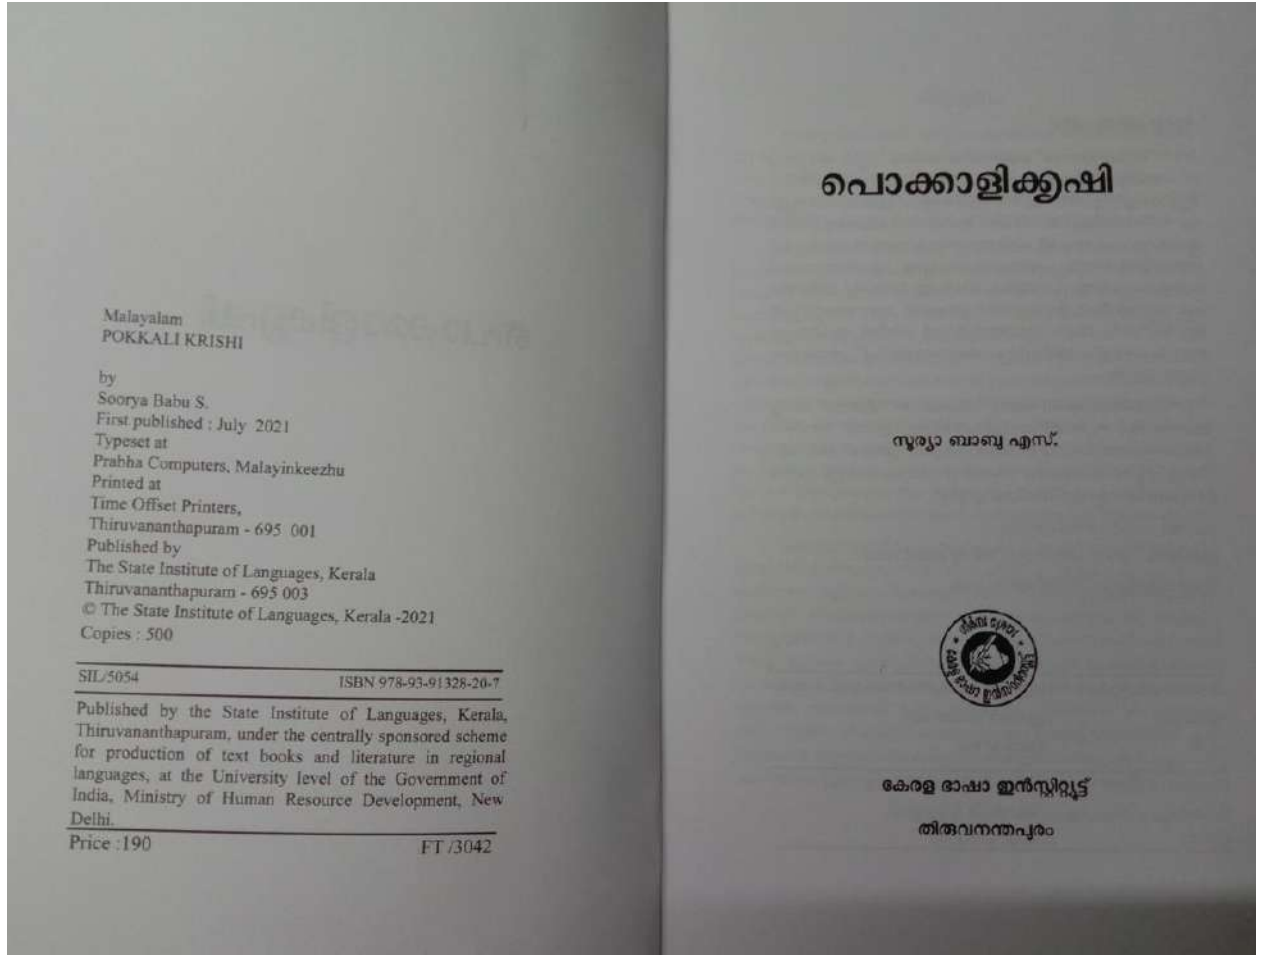 Malayalam
POKKALI KRISHI
by
Soorya Babu S.
First published : July 2021
Typeset at
Prabha Computers, Malayinkeezhu
Printed at
Time Offset Printers,
Thiruvananthapuram - 695 001
Published by
The State Institute of Languages, Kerala
Thiruvananthapuram - 695 003
© The State Institute of Languages, Kerala -2021
Copies : 500
SIL/5054 ISBN 978-93-91328-20-7
Published by the State Institute of Languages, Kerala,
Thiruvananthapuram, under the centrally sponsored scheme
for production of text books and literature in regional
languages, at the University level of the Government of
India, Ministry of Human Resource Development, New
Delhi.
Price :190 FT /3042
പൊക്കാളിക്കൃഷി
സൂര്യാ ബാബു എസ്.
കേരള ഭാഷാ ഇൻസ്റ്റിറ്റ്യൂട്ട്
കേരള ഭാഷാ ഇൻസ്റ്റിറ്റ്യൂട്ട്
തിരുവനന്തപുരം